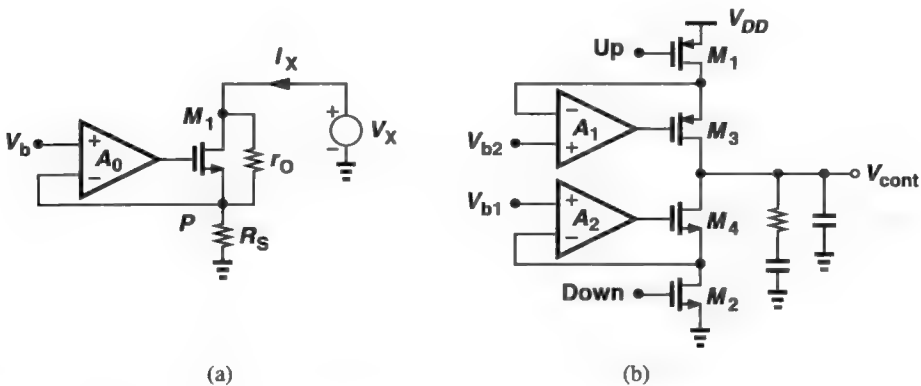 I_X
M_1
V_b
+
A_0
−
r_O
+
V_X
−
P
R_S
(a)
V_DD
Up
M_1
−
A_1
+
V_b2
M_3
V_cont
V_b1
+
A_2
−
M_4
Down
M_2
(b)